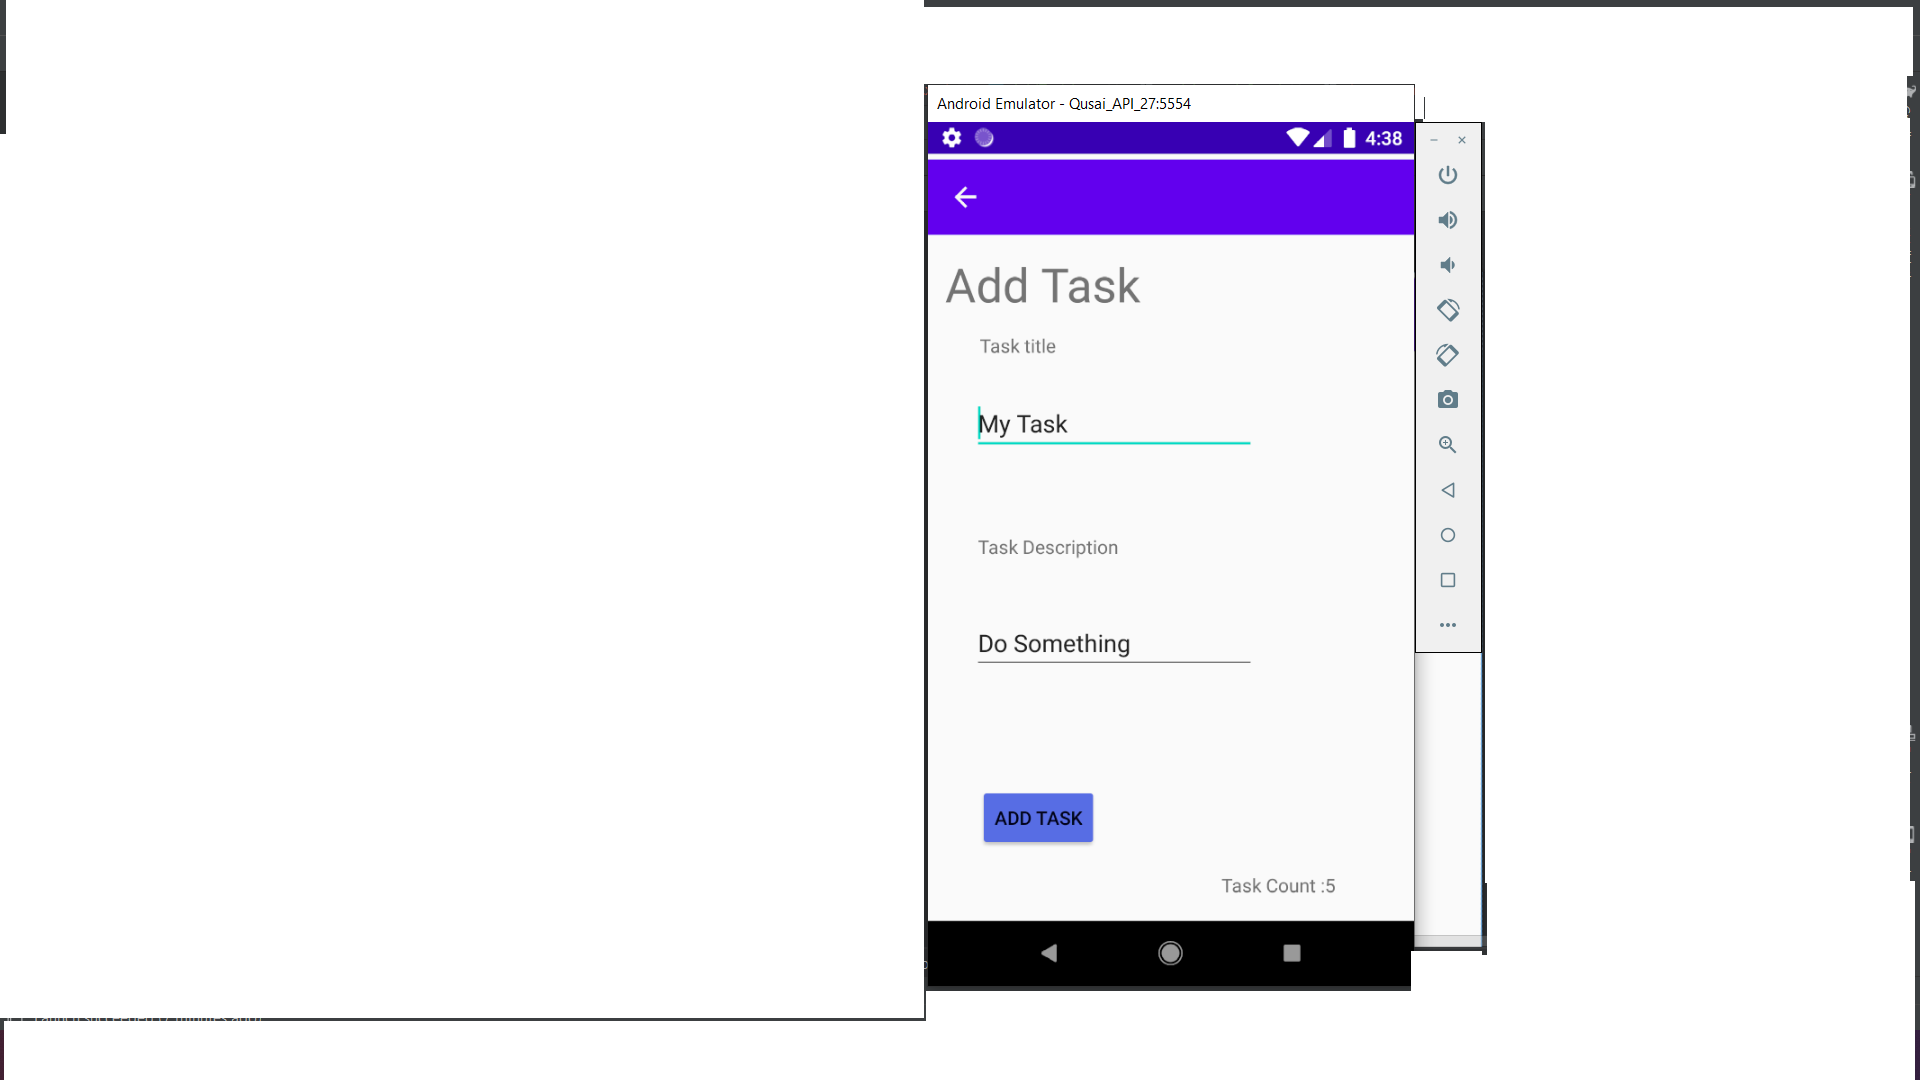 Android Emulator - Qusai_API_27:5554
4:38
Add Task
Task title
My Task
Task Description
Do Something
ADD TASK
Task Count :5